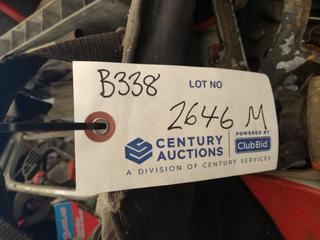 B338
LOT NO
2646 M
CENTURY AUCTIONS
POWERED BY
ClubBid
A DIVISION OF CENTURY SERVICES